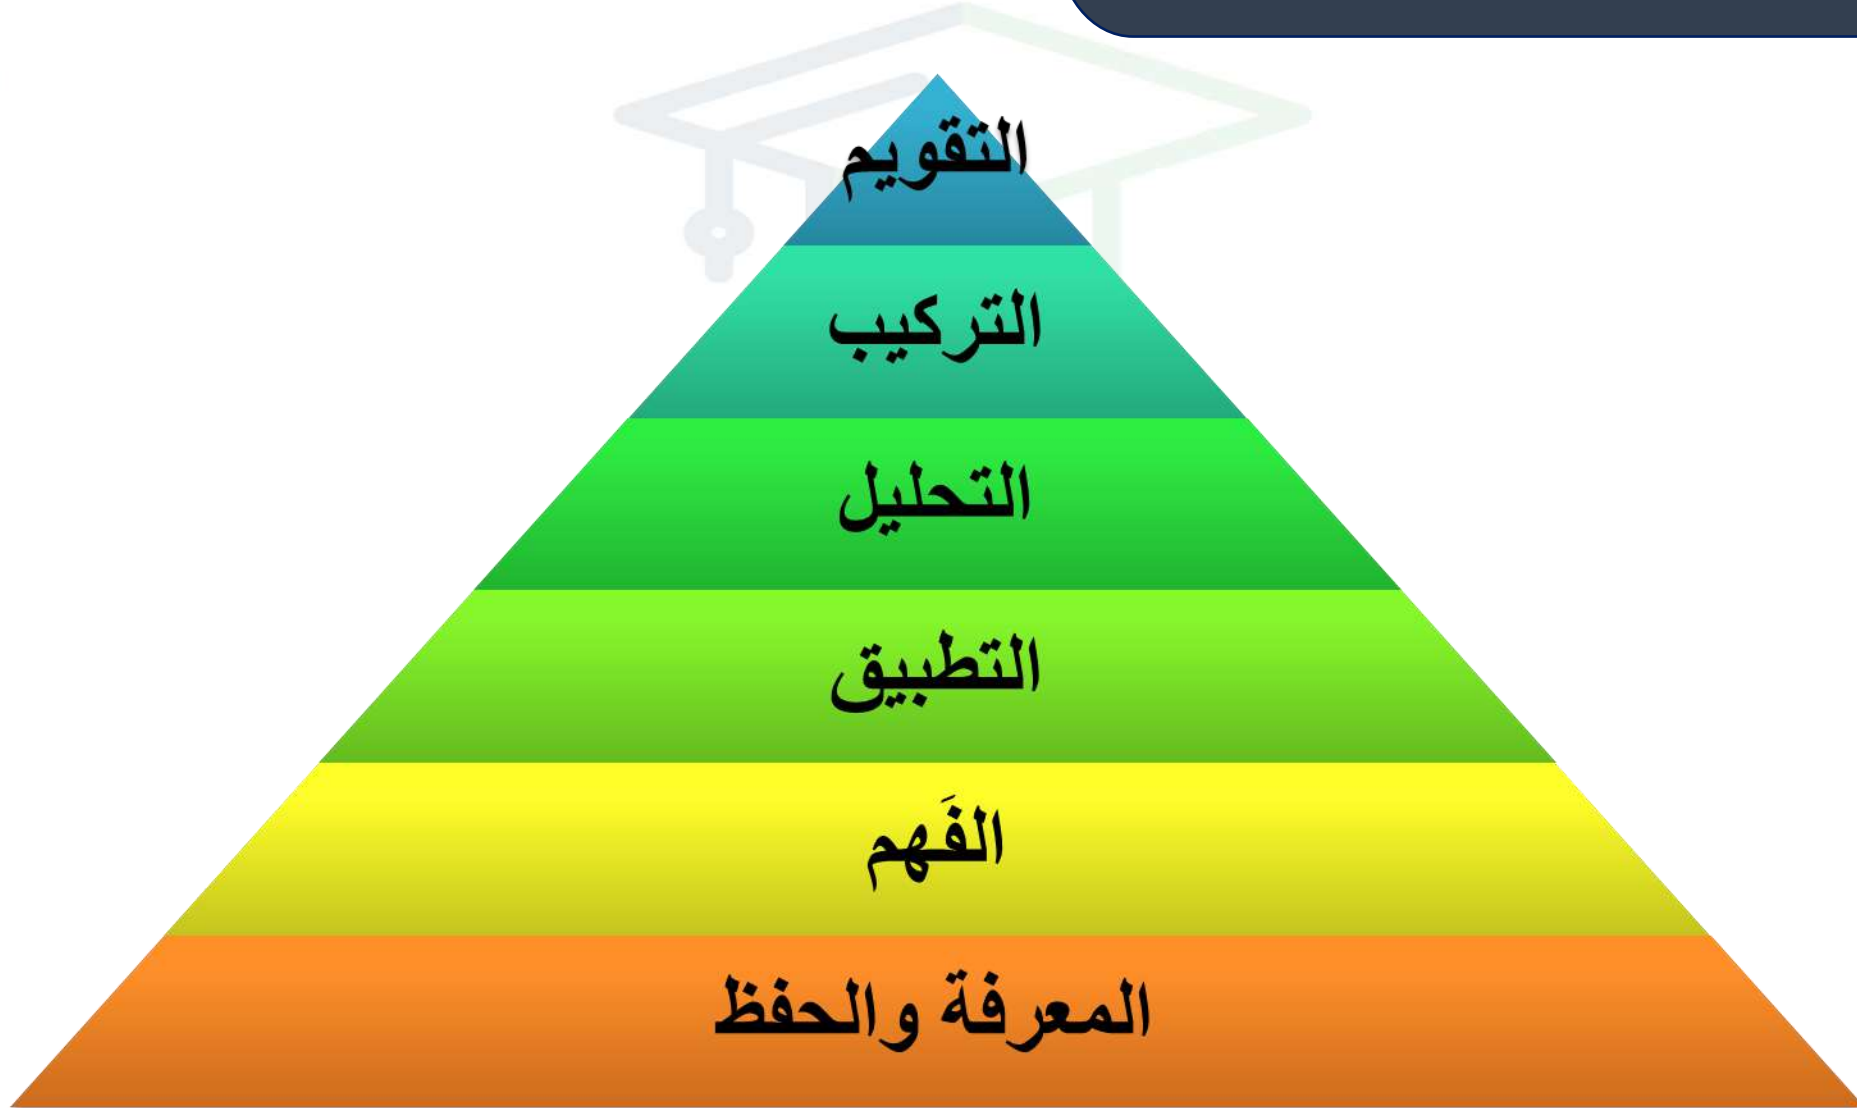 التقويم
التركيب
التحليل
التطبيق
الفَهم
المعرفة والحفظ